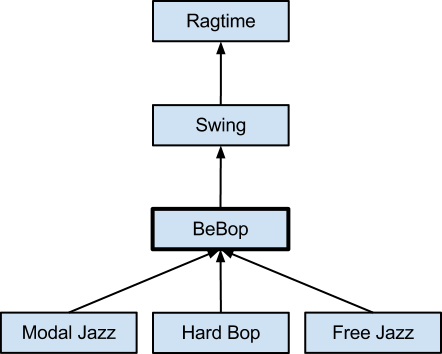 Ragtime
Swing
BeBop
Modal Jazz
Hard Bop
Free Jazz